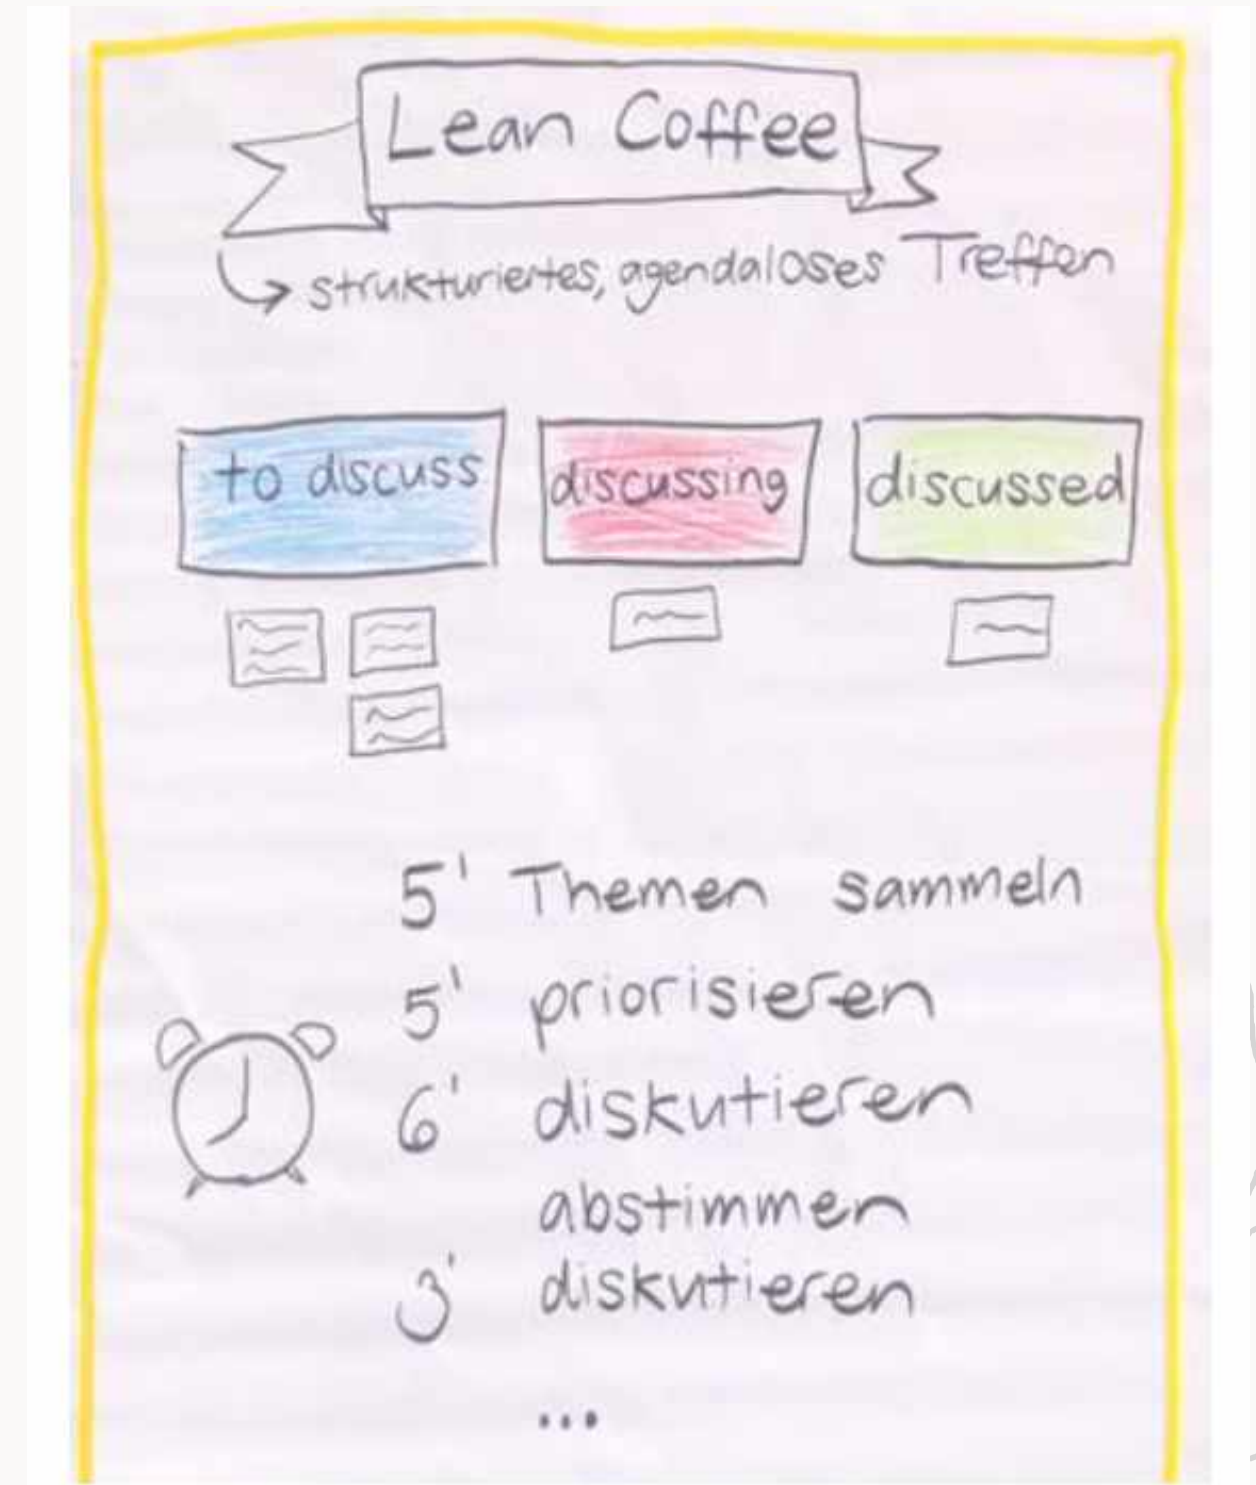 Lean Coffee
strukturiertes, agendaloses Treffen
to discuss discussing discussed
5' Themen sammeln
5' priorisieren
6' diskutieren
abstimmen
3' diskutieren
...